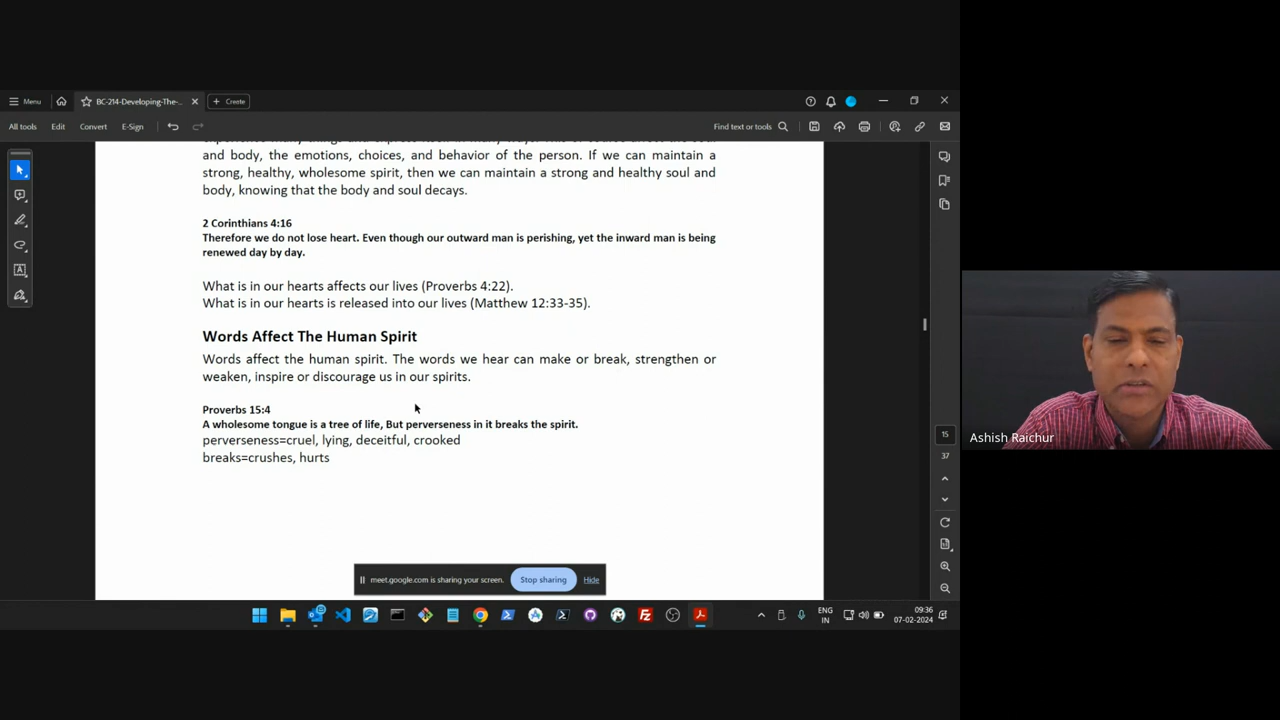 Menu
BC-214-Developing-The-...
Create
All tools
Edit
Convert
E-Sign
Find text or tools
and body, the emotions, choices, and behavior of the person. If we can maintain a
strong, healthy, wholesome spirit, then we can maintain a strong and healthy soul and
body, knowing that the body and soul decays.
2 Corinthians 4:16
Therefore we do not lose heart. Even though our outward man is perishing, yet the inward man is being
renewed day by day.
What is in our hearts affects our lives (Proverbs 4:22).
What is in our hearts is released into our lives (Matthew 12:33-35).
Words Affect The Human Spirit
Words affect the human spirit. The words we hear can make or break, strengthen or
weaken, inspire or discourage us in our spirits.
Proverbs 15:4
A wholesome tongue is a tree of life, But perverseness in it breaks the spirit.
perverseness=cruel, lying, deceitful, crooked
breaks=crushes, hurts
15
37
Ashish Raichur
meet.google.com is sharing your screen.
Stop sharing
Hide
ENG
IN
09:36
07-02-2024